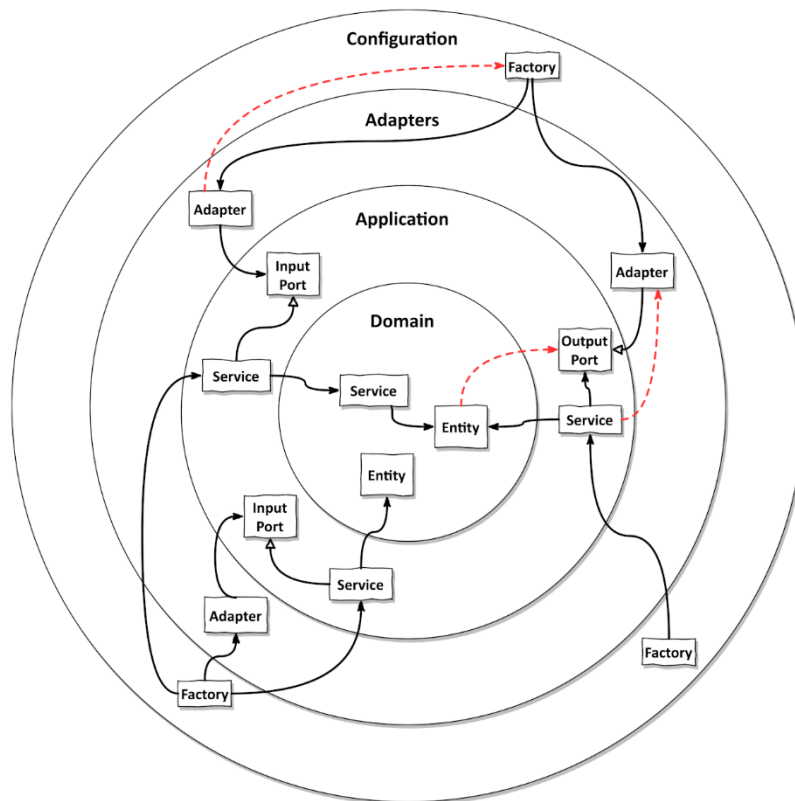 Configuration
Factory
Adapters
Adapter
Application
Input
Port
Adapter
Domain
Output
Port
Service
Service
Entity
Service
Entity
Input
Port
Service
Adapter
Factory
Factory